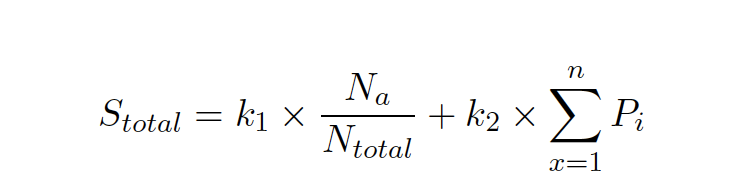 S_{total} = k_1 \times \frac{N_a}{N_{total}} + k_2 \times \sum_{x=1}^{n} P_i